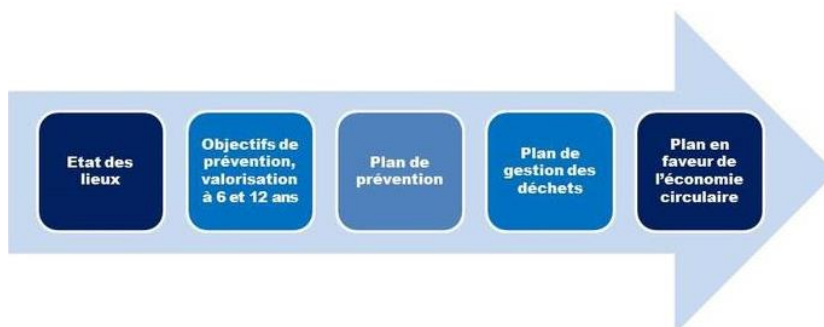 Etat des
lieux
Objectifs de
prévention,
valorisation
à 6 et 12 ans
Plan de
prévention
Plan de
gestion des
déchets
Plan en
faveur de
l'économie
circulaire